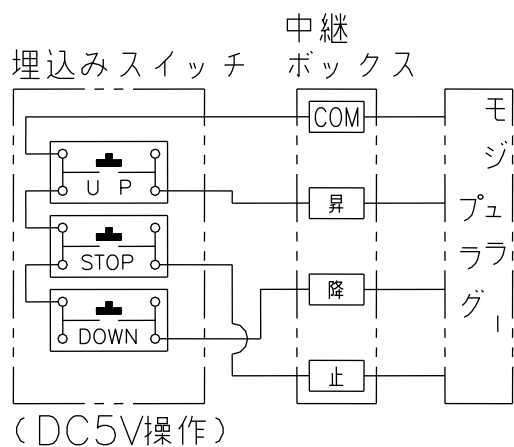 中継
ボックス
埋込みスイッチ
COM
UP
昇
STOP
降
DOWN
止
モジュラー
プラグ
(DC5V操作)